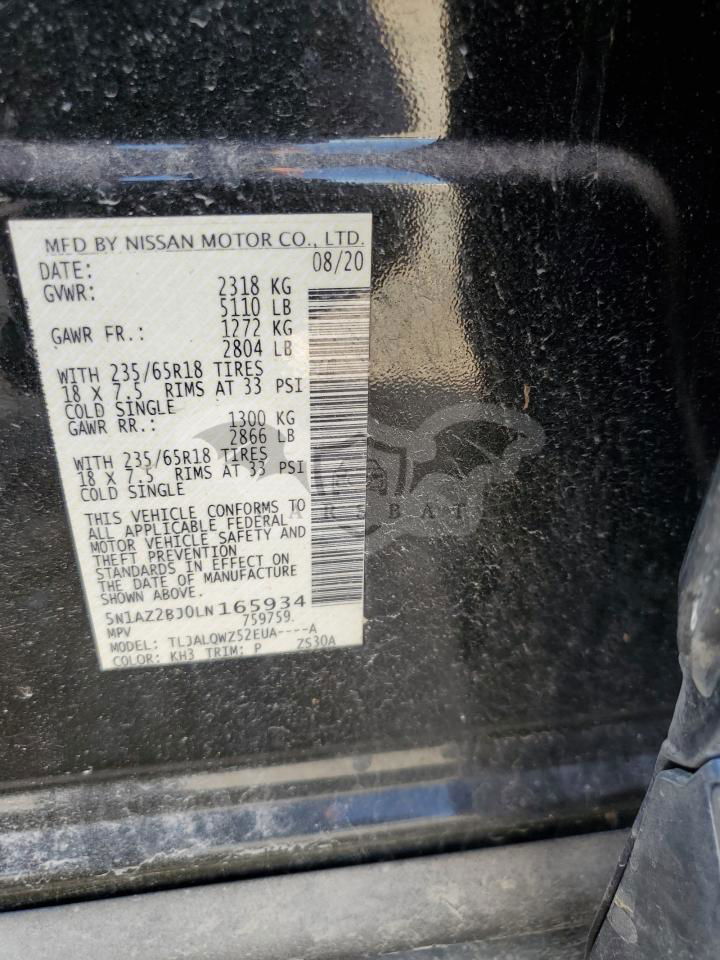 MFD BY NISSAN MOTOR CO., LTD.
DATE: 08/20
GVWR: 2318 KG
5110 LB
GAWR FR.: 1272 KG
2804 LB
WITH 235/65R18 TIRES
18 X 7.5 RIMS AT 33 PSI
COLD SINGLE
GAWR RR.: 1300 KG
2866 LB
WITH 235/65R18 TIRES
18 X 7.5 RIMS AT 33 PSI
COLD SINGLE
THIS VEHICLE CONFORMS TO
ALL APPLICABLE FEDERAL
MOTOR VEHICLE SAFETY AND
THEFT PREVENTION
STANDARDS IN EFFECT ON
THE DATE OF MANUFACTURE
SHOWN ABOVE.
5N1AZ2BJ0LN165934
MPV 759759.
MODEL: TL3ALQWZ52EUA----A
COLOR: KH3 TRIM: P ZS30A
ARSBAT